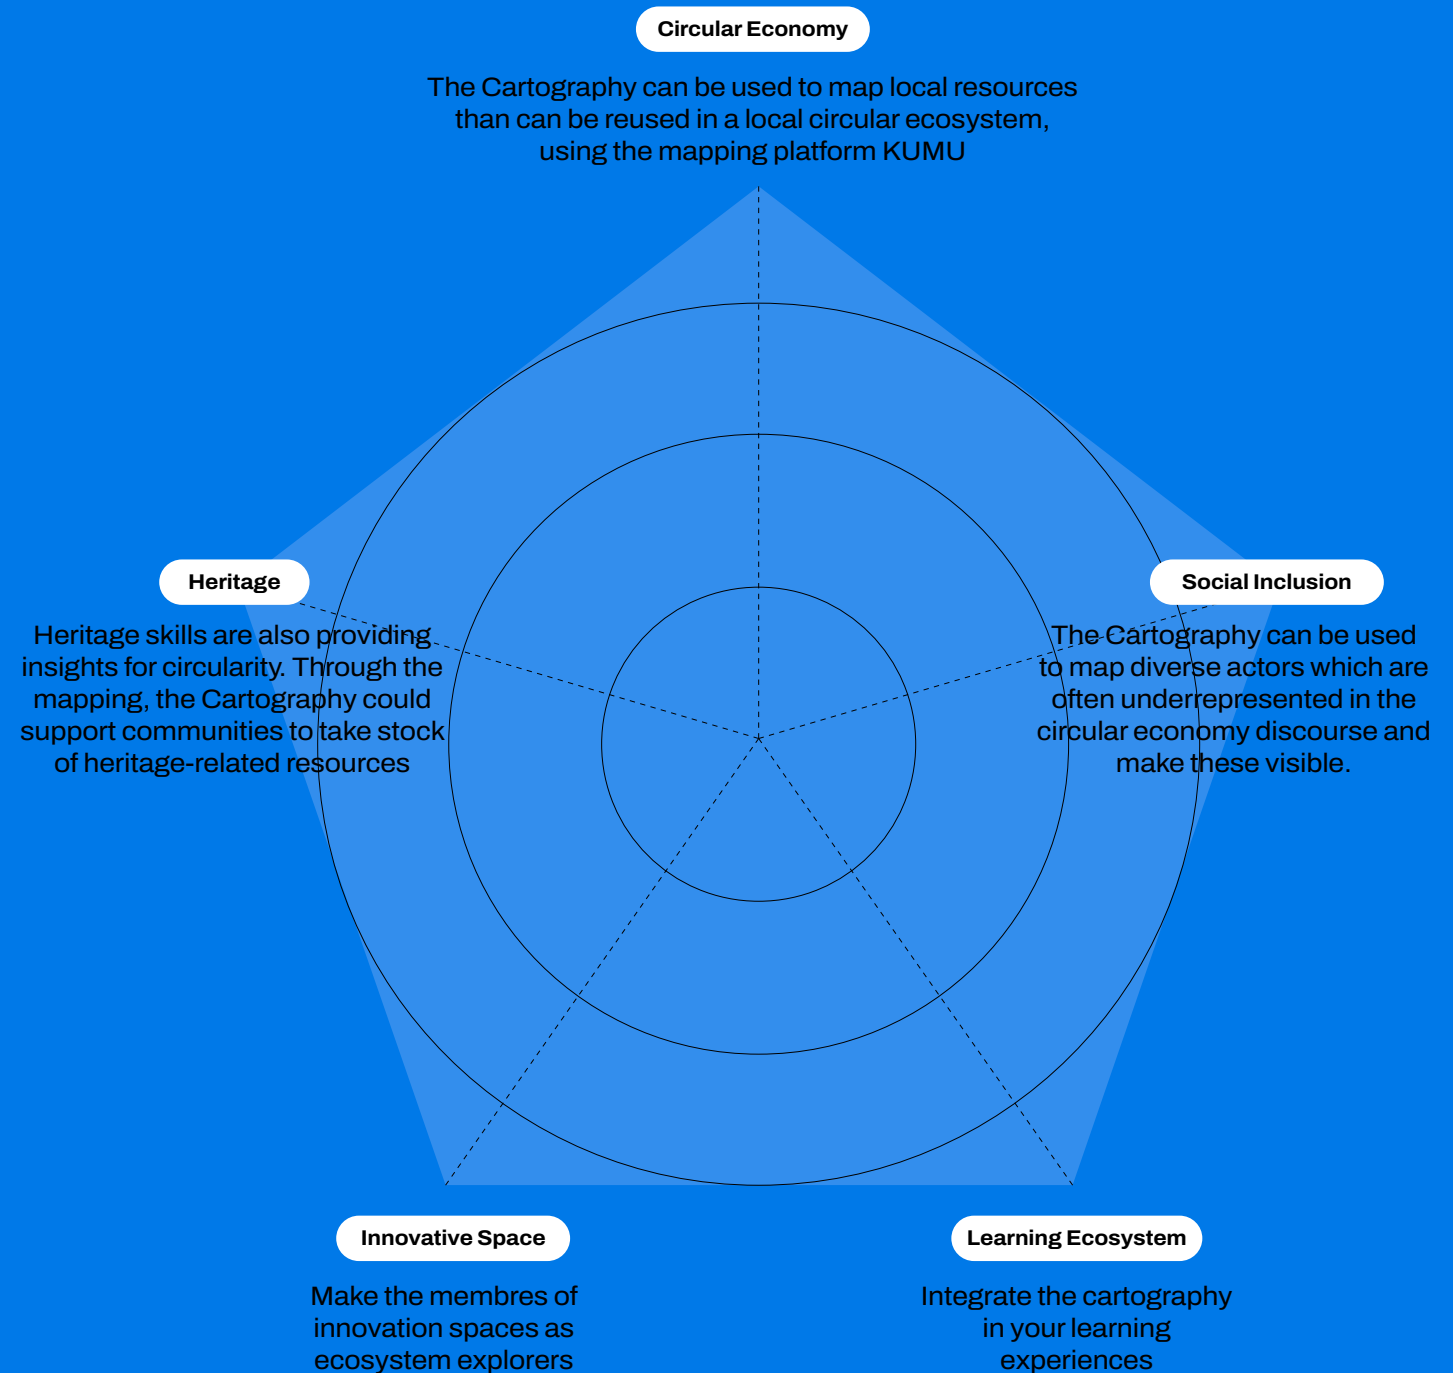 Circular Economy
The Cartography can be used to map local resources
than can be reused in a local circular ecosystem,
using the mapping platform KUMU
Heritage
Heritage skills are also providing
insights for circularity. Through the
mapping, the Cartography could
support communities to take stock
of heritage-related resources
Social Inclusion
The Cartography can be used
to map diverse actors which are
often underrepresented in the
circular economy discourse and
make these visible.
Innovative Space
Make the membres of
innovation spaces as
ecosystem explorers
Learning Ecosystem
Integrate the cartography
in your learning
experiences